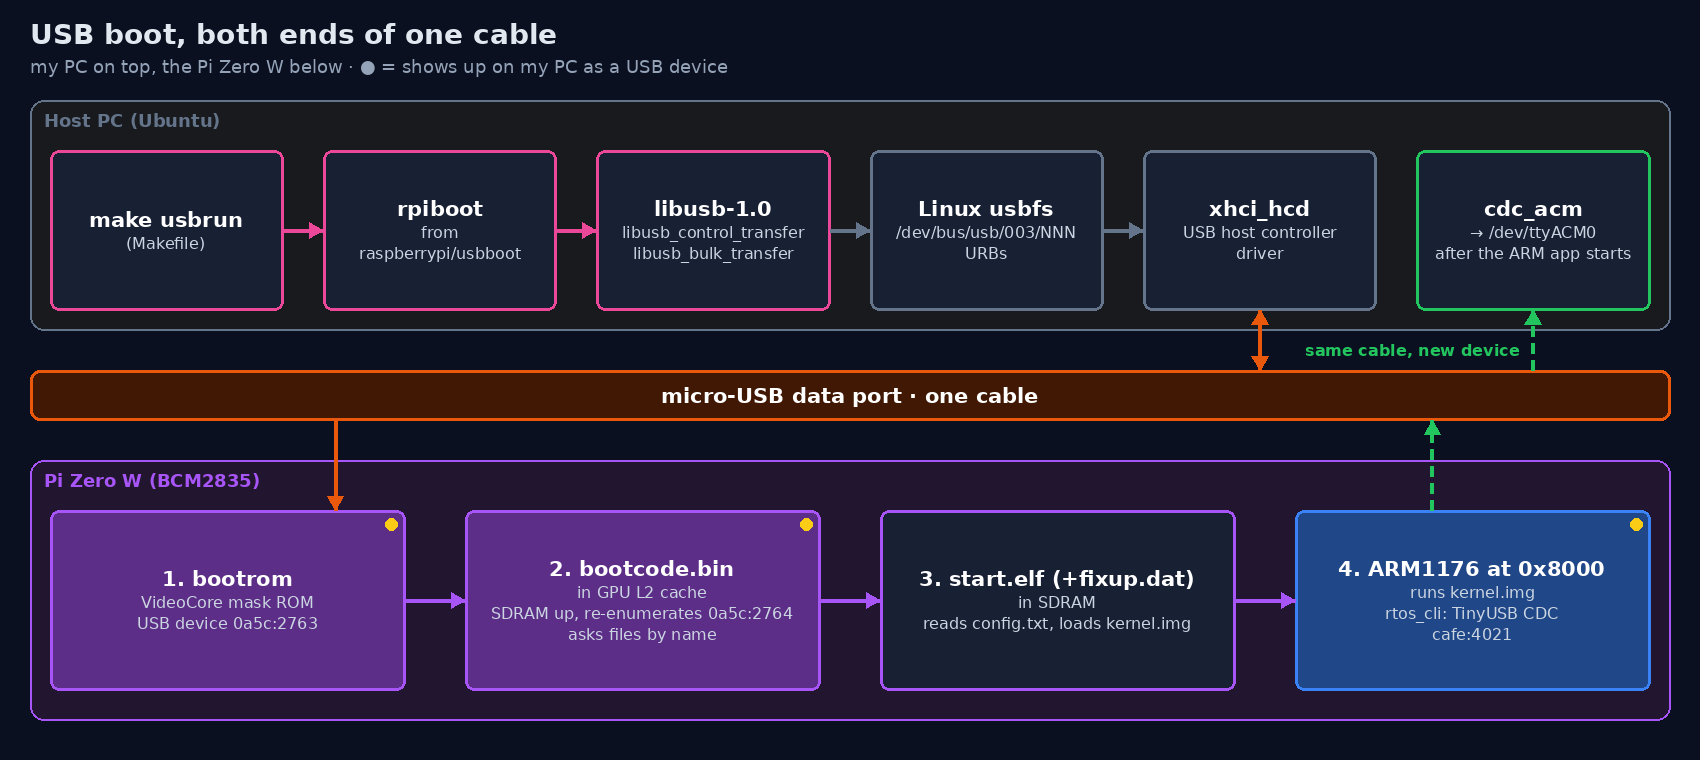 USB boot, both ends of one cable
my PC on top, the Pi Zero W below · ● = shows up on my PC as a USB device
Host PC (Ubuntu)
make usbrun
(Makefile)
rpiboot
from
raspberrypi/usbboot
libusb-1.0
libusb_control_transfer
libusb_bulk_transfer
Linux usbfs
/dev/bus/usb/003/NNN
URBs
xhci_hcd
USB host controller
driver
cdc_acm
→ /dev/ttyACM0
after the ARM app starts
same cable, new device
micro-USB data port · one cable
Pi Zero W (BCM2835)
1. bootrom
VideoCore mask ROM
USB device 0a5c:2763
2. bootcode.bin
in GPU L2 cache
SDRAM up, re-enumerates 0a5c:2764
asks files by name
3. start.elf (+fixup.dat)
in SDRAM
reads config.txt, loads kernel.img
4. ARM1176 at 0x8000
runs kernel.img
rtos_cli: TinyUSB CDC
cafe:4021